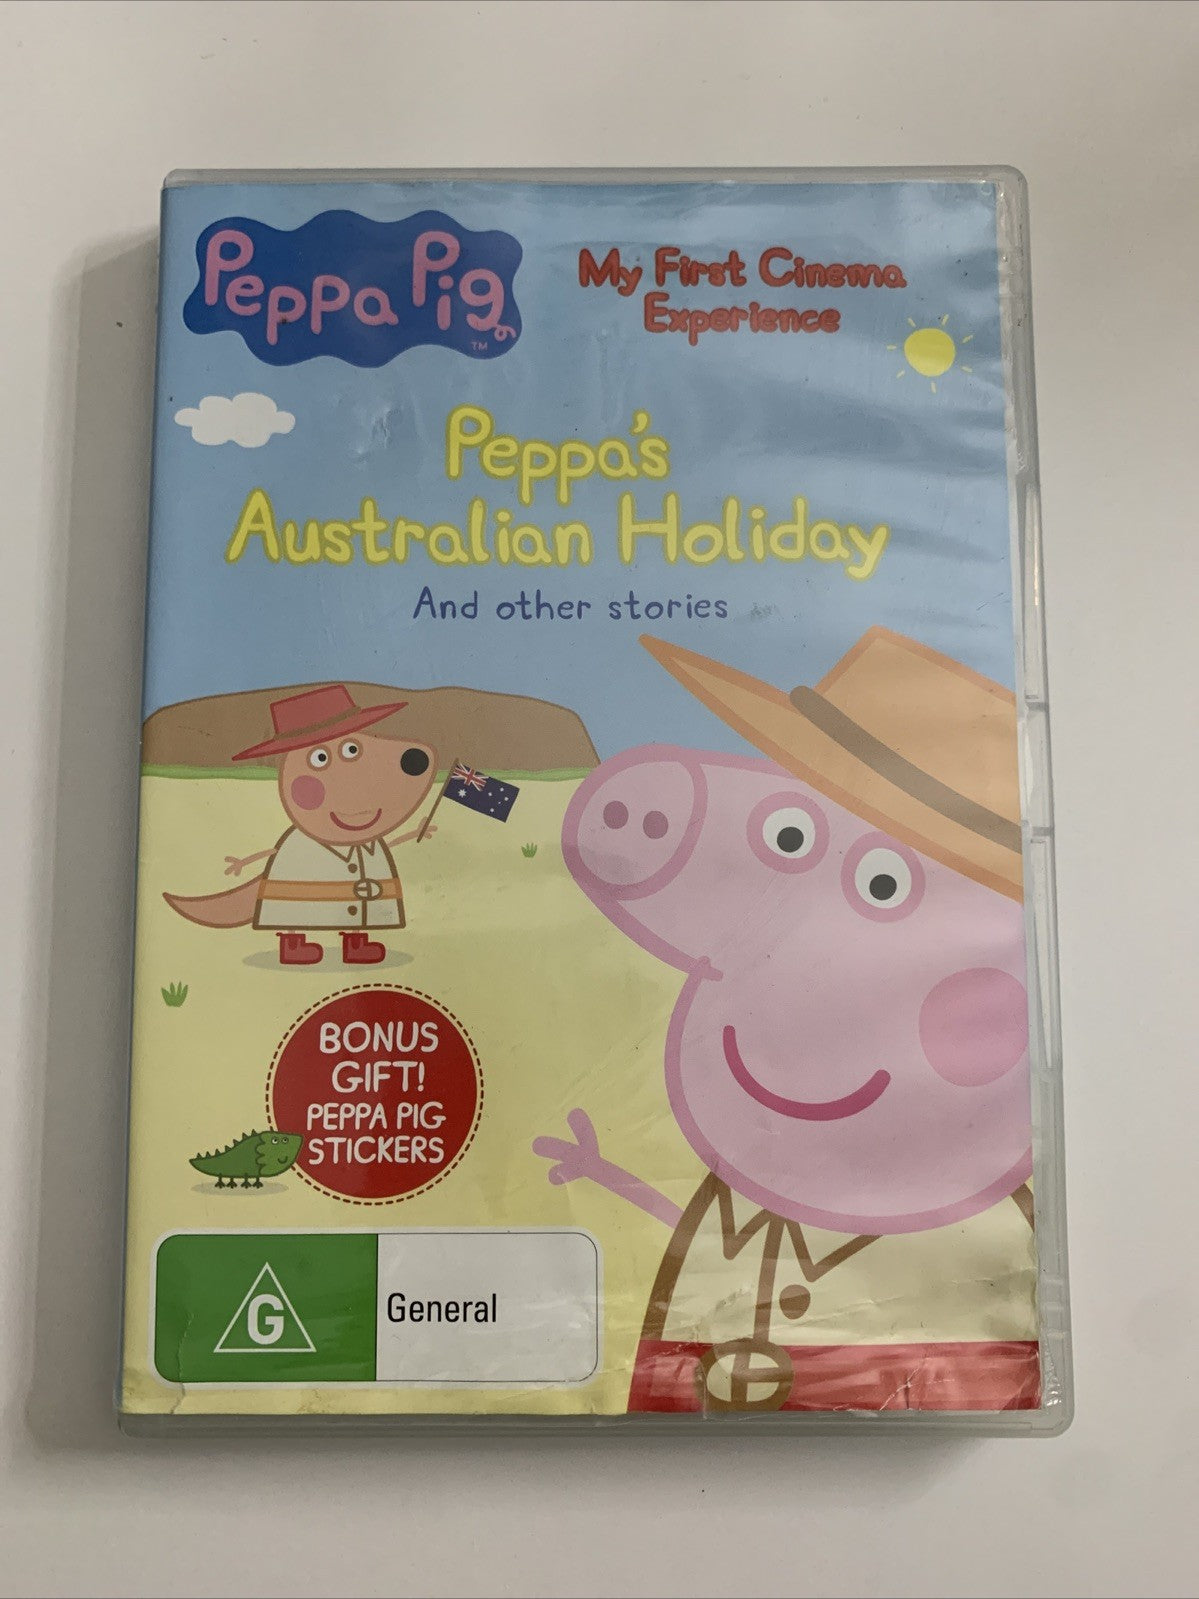 Peppa Pig
TM
My First Cinema
Experience
Peppa's
Australian Holiday
And other stories
BONUS
GIFT!
PEPPA PIG
STICKERS
G
General